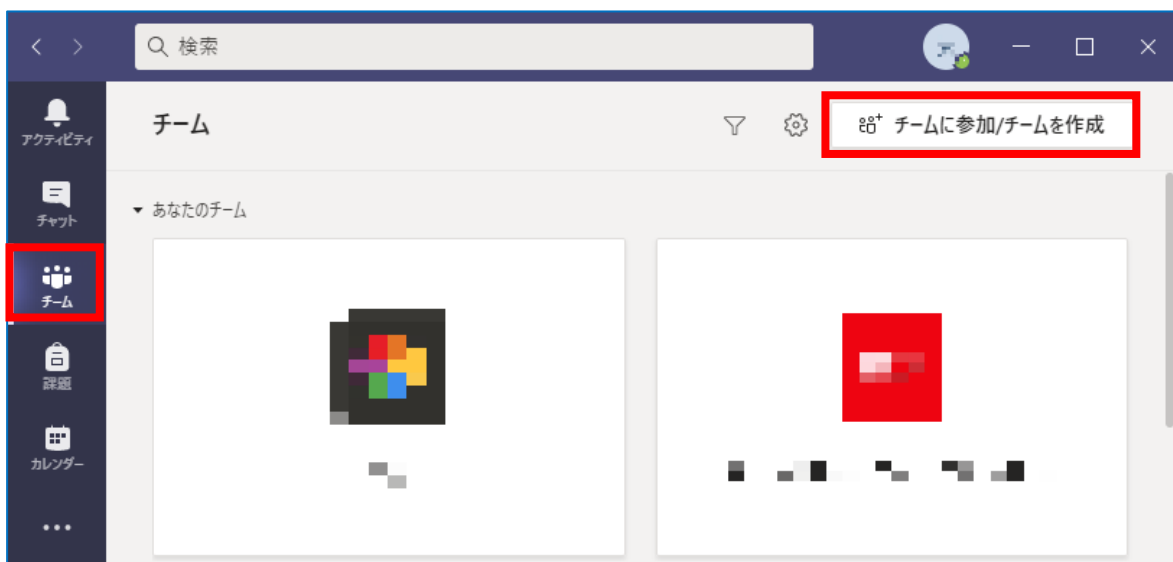 検索
アクティビティ
チャット
チーム
課題
カレンダー
チーム
チームに参加/チームを作成
あなたのチーム